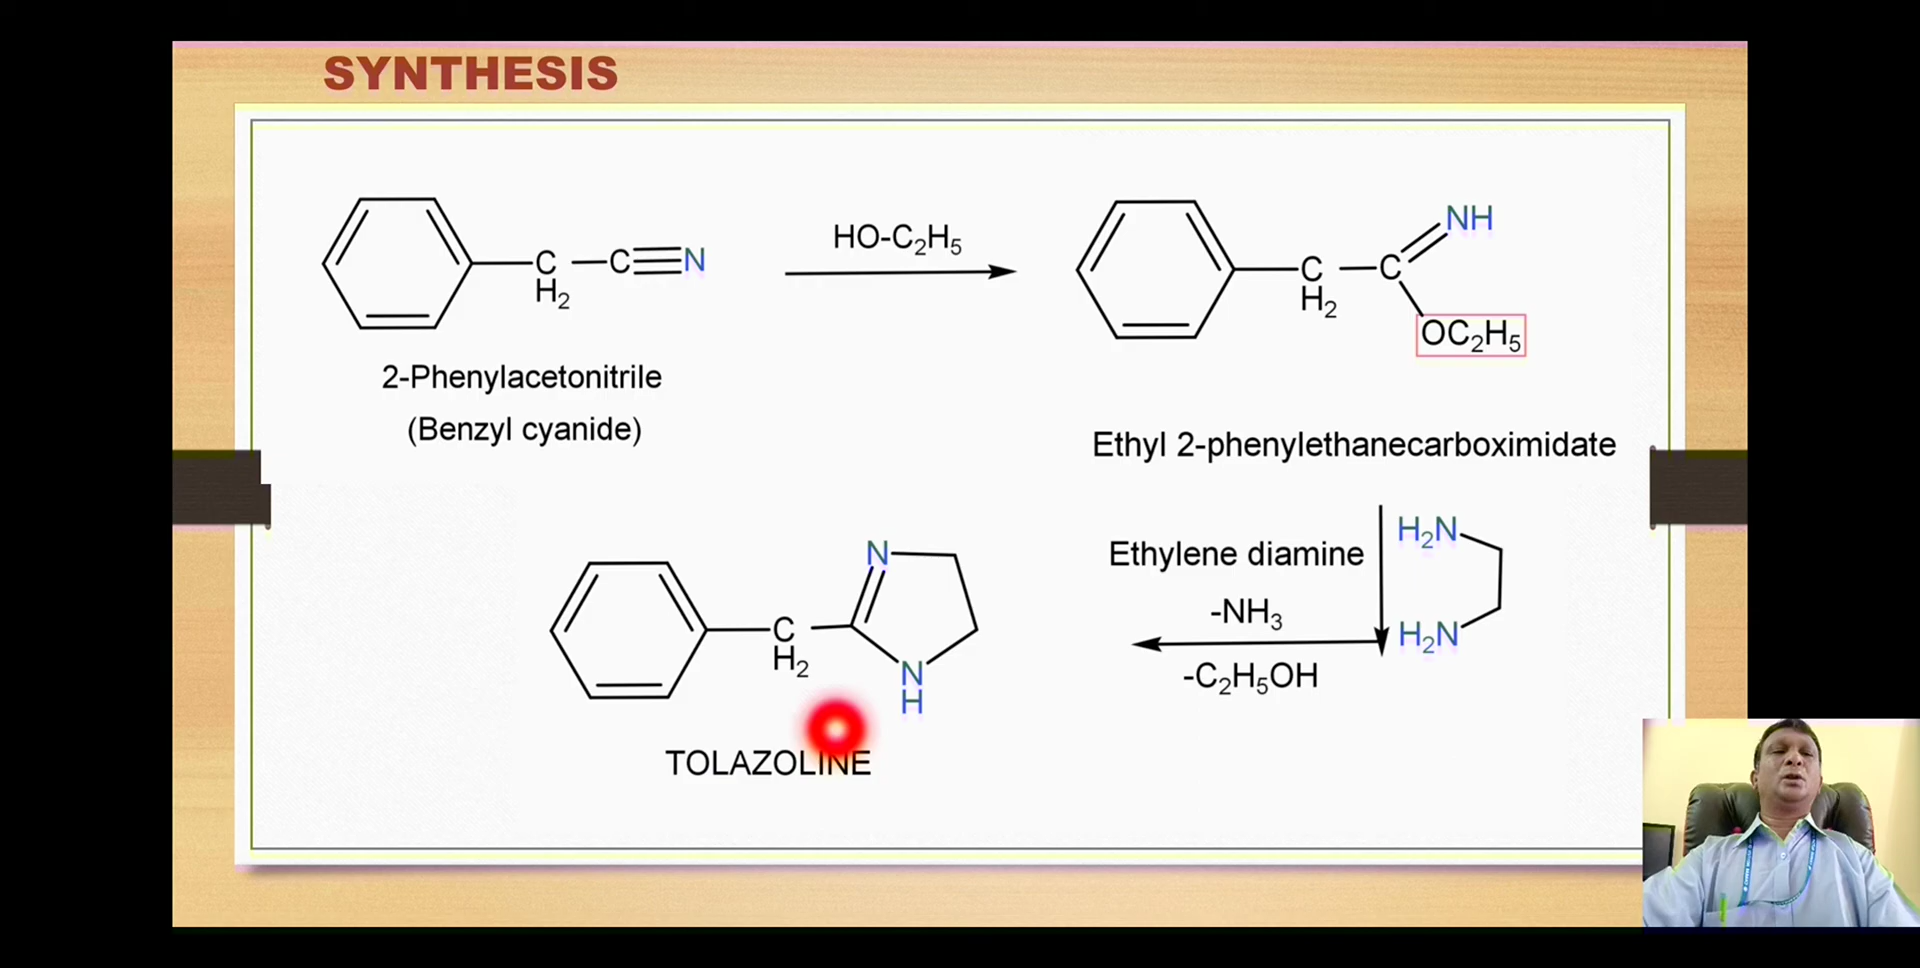 SYNTHESIS
HO-C₂H₅
C
H₂
C
N
2-Phenylacetonitrile
(Benzyl cyanide)
C
H₂
C
NH
OC₂H₅
Ethyl 2-phenylethanecarboximidate
Ethylene diamine
-NH₃
-C₂H₅OH
H₂N
H₂N
C
H₂
N
N
H
TOLAZOLINE